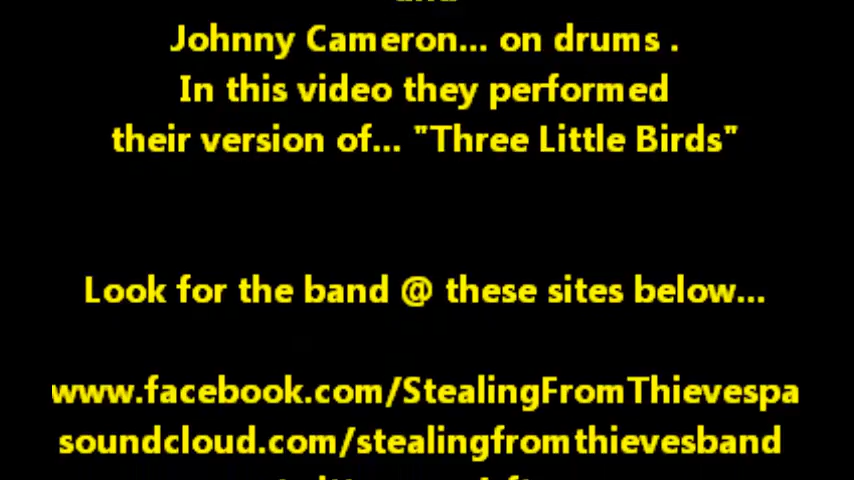 and
Johnny Cameron... on drums .
In this video they performed
their version of... "Three Little Birds"
Look for the band @ these sites below...
www.facebook.com/StealingFromThievespa
soundcloud.com/stealingfromthievesband